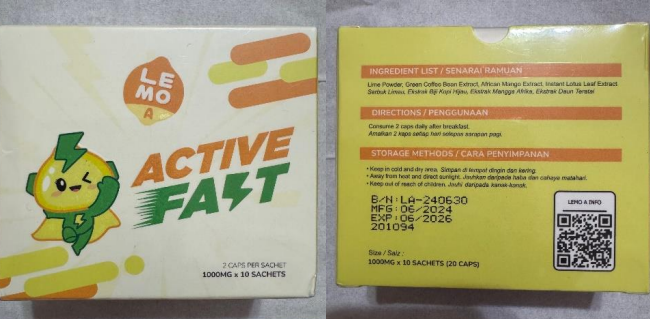 LE
MO
A
ACTIVE
FAST
2 CAPS PER SACHET
1000MG x 10 SACHETS
INGREDIENT LIST / SENARAI RAMUAN
Lime Powder, Green Coffee Bean Extract, African Mango Extract, Instant Lotus Leaf Extract.
Serbuk Limau, Ekstrak Biji Kopi Hijau, Ekstrak Mangga Afrika, Ekstrak Daun Teratai
DIRECTIONS / PENGGUNAAN
Consume 2 caps daily after breakfast.
Amalkan 2 kaps setiap hari selepas sarapan pagi.
STORAGE METHODS / CARA PENYIMPANAN
• Keep in cold and dry area. Simpan di tempat dingin dan kering.
• Away from heat and direct sunlight. Jauhkan daripada haba dan cahaya matahari.
• Keep out of reach of children. Jauhi daripada kanak-kanak.
B/N:LA-240630
MFG:06/2024
EXP:06/2026
201094
LEMO A INFO
Size / Saiz :
1000MG x 10 SACHETS (20 CAPS)